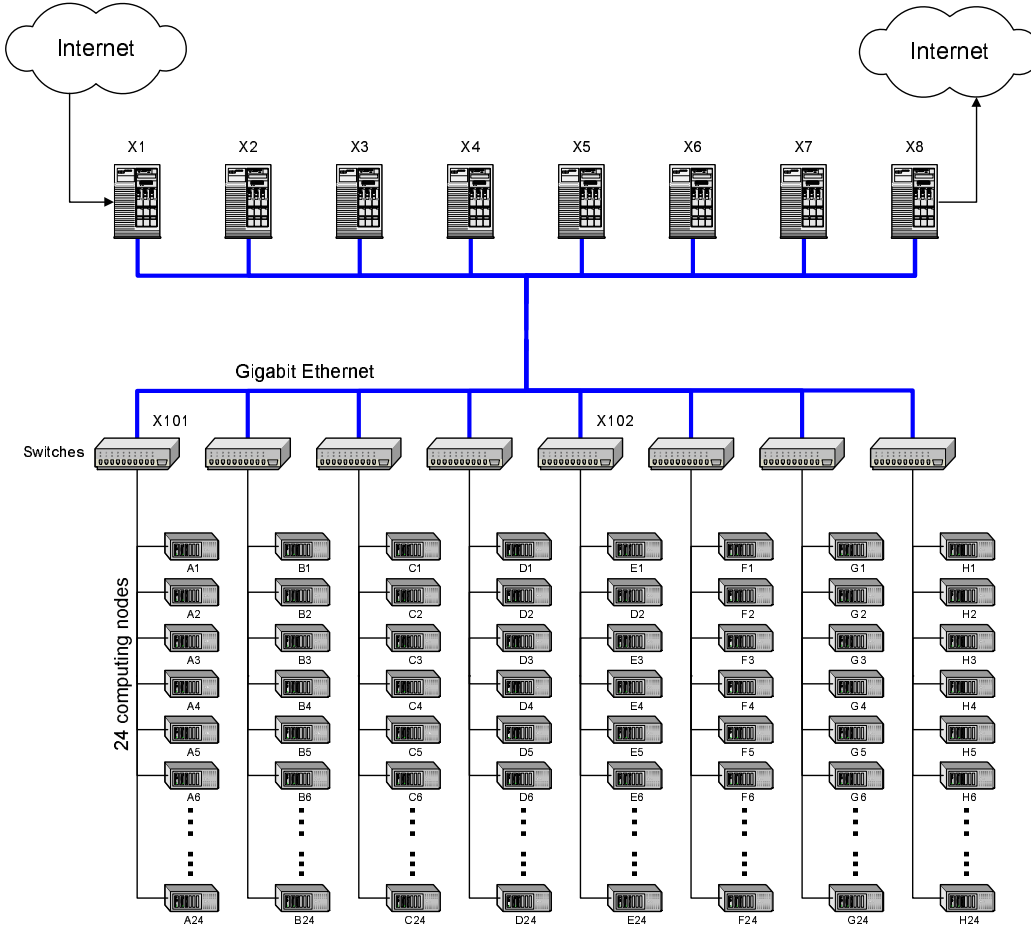 Internet
Internet
X1 X2 X3 X4 X5 X6 X7 X8
Gigabit Ethernet
X101 X102
Switches
24 computing nodes
A1 B1 C1 D1 E1 F1 G1 H1
A2 B2 C2 D2 D2 F2 G2 H2
A3 B3 C3 D3 E3 F3 G3 H3
A4 B4 C4 D4 E4 F4 G4 H4
A5 B5 C5 D5 E5 F5 G5 H5
A6 B6 C6 D6 E6 F6 G6 H6
A24 B24 C24 D24 E24 F24 G24 H24